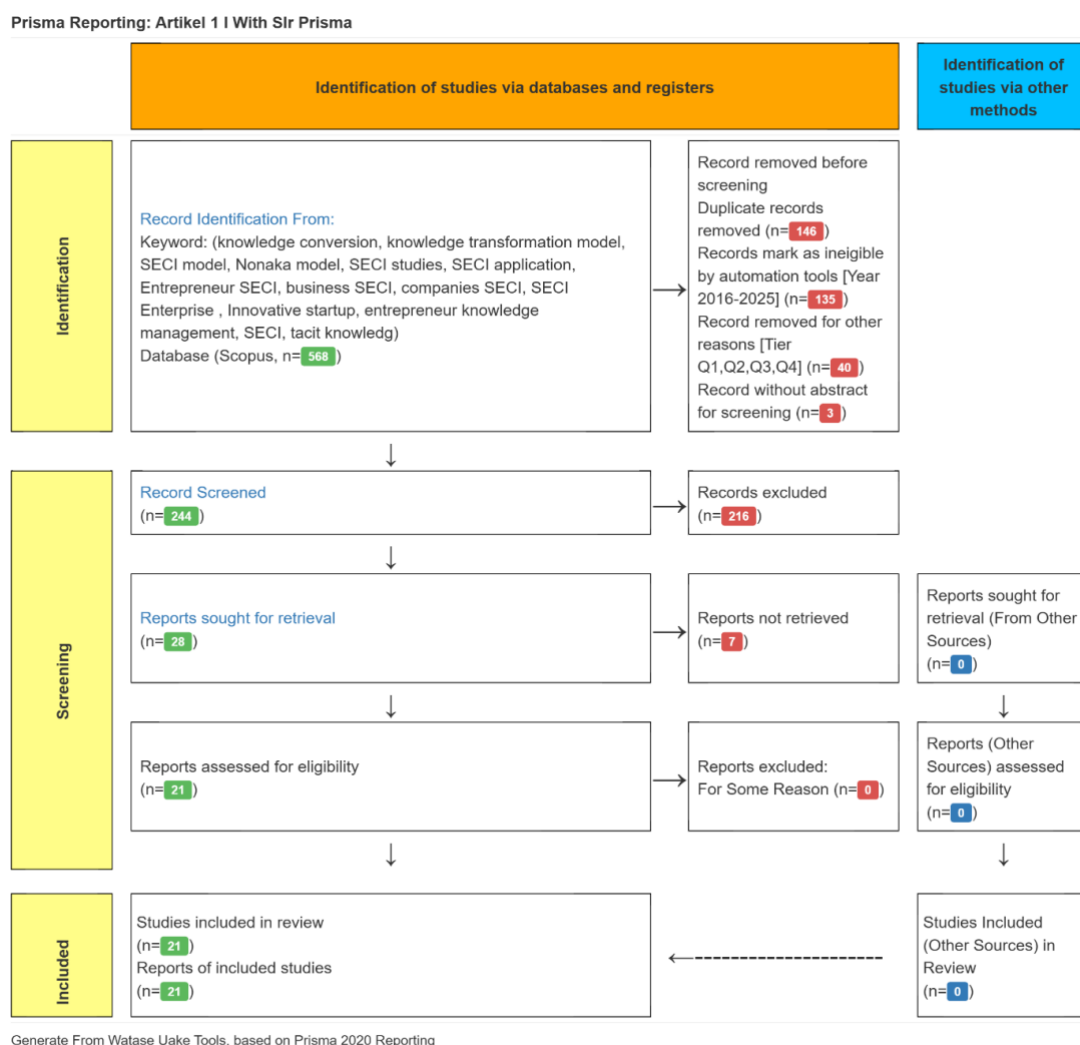 Prisma Reporting: Artikel 1 I With Slr Prisma
Identification of studies via databases and registers
Identification of
studies via other
methods
Identification
Record Identification From:
Keyword: (knowledge conversion, knowledge transformation model,
SECI model, Nonaka model, SECI studies, SECI application,
Entrepreneur SECI, business SECI, companies SECI, SECI
Enterprise , Innovative startup, entrepreneur knowledge
management, SECI, tacit knowledg)
Database (Scopus, n=568)
Record removed before
screening
Duplicate records
removed (n=146)
Records mark as ineigible
by automation tools [Year
2016-2025] (n=135)
Record removed for other
reasons [Tier
Q1,Q2,Q3,Q4] (n=40)
Record without abstract
for screening (n=3)
Screening
Record Screened
(n=244)
Records excluded
(n=216)
Reports sought for retrieval
(n=28)
Reports not retrieved
(n=7)
Reports sought for
retrieval (From Other
Sources)
(n=0)
Reports assessed for eligibility
(n=21)
Reports excluded:
For Some Reason (n=0)
Reports (Other
Sources) assessed
for eligibility
(n=0)
Included
Studies included in review
(n=21)
Reports of included studies
(n=21)
Studies Included
(Other Sources) in
Review
(n=0)
Generate From Watase Uake Tools, based on Prisma 2020 Reporting